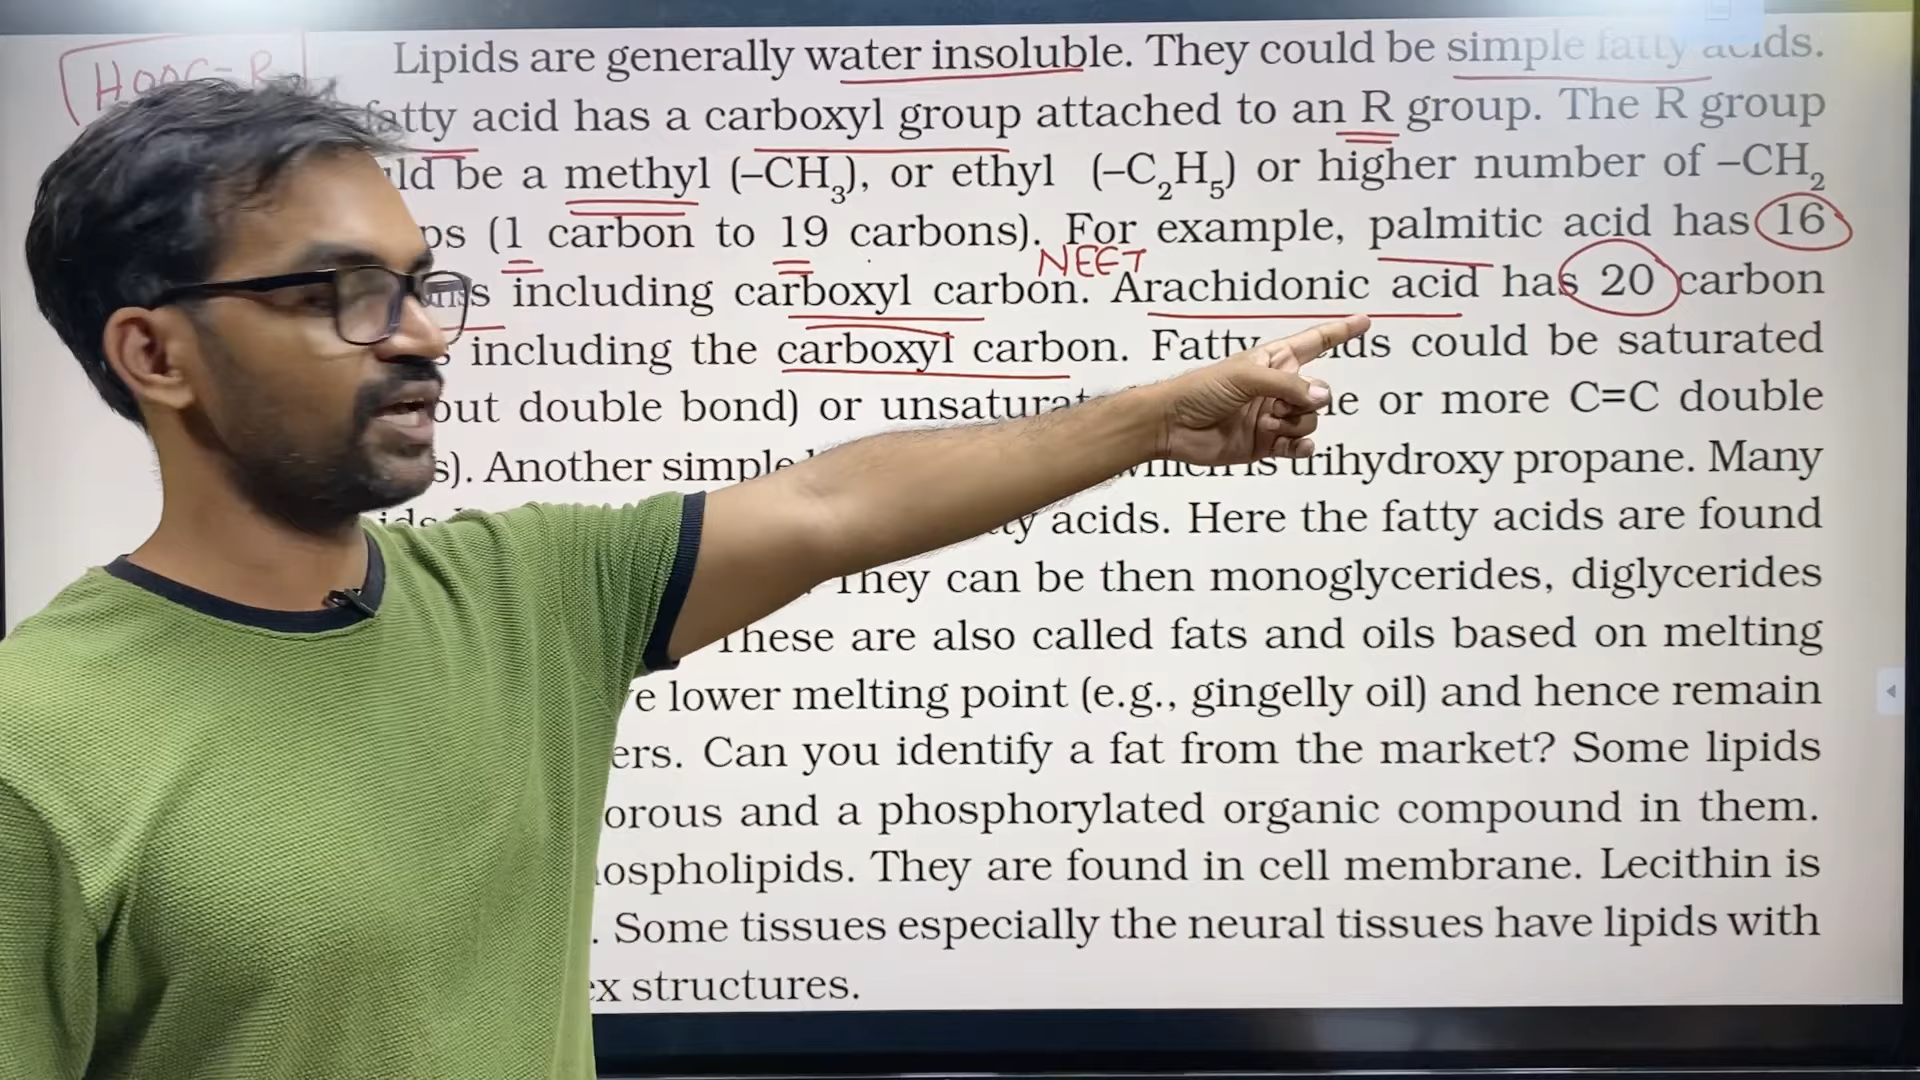 HOOC-R
Lipids are generally water insoluble. They could be simple fatty acids.
fatty acid has a carboxyl group attached to an R group. The R group
be a methyl (–CH₃), or ethyl (–C₂H₅) or higher number of –CH₂
(1 carbon to 19 carbons). For example, palmitic acid has 16
NEET
including carboxyl carbon. Arachidonic acid has 20 carbon
including the carboxyl carbon. Fatty could be saturated
double bond) or or more C=C double
Another simple trihydroxy propane. Many
acids. Here the fatty acids are found
They can be then monoglycerides, diglycerides
These are also called fats and oils based on melting
lower melting point (e.g., gingelly oil) and hence remain
Can you identify a fat from the market? Some lipids
and a phosphorylated organic compound in them.
They are found in cell membrane. Lecithin is
. Some tissues especially the neural tissues have lipids with
structures.